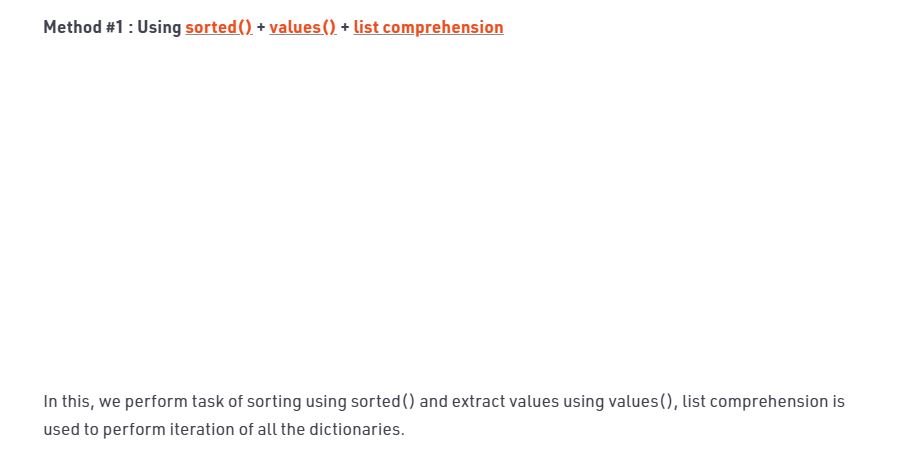 Method #1 : Using sorted() + values() + list comprehension
In this, we perform task of sorting using sorted() and extract values using values(), list comprehension is
used to perform iteration of all the dictionaries.